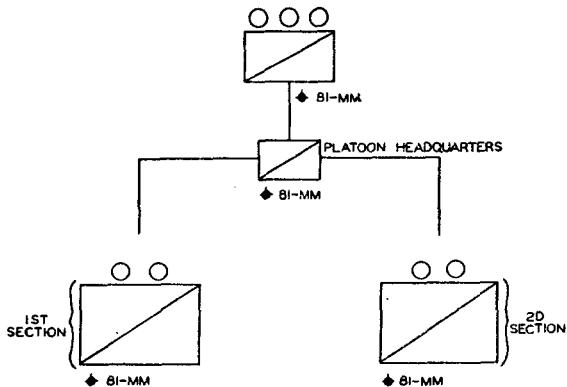 81-MM
PLATOON HEADQUARTERS
81-MM
1ST
SECTION
2D
SECTION
81-MM
81-MM